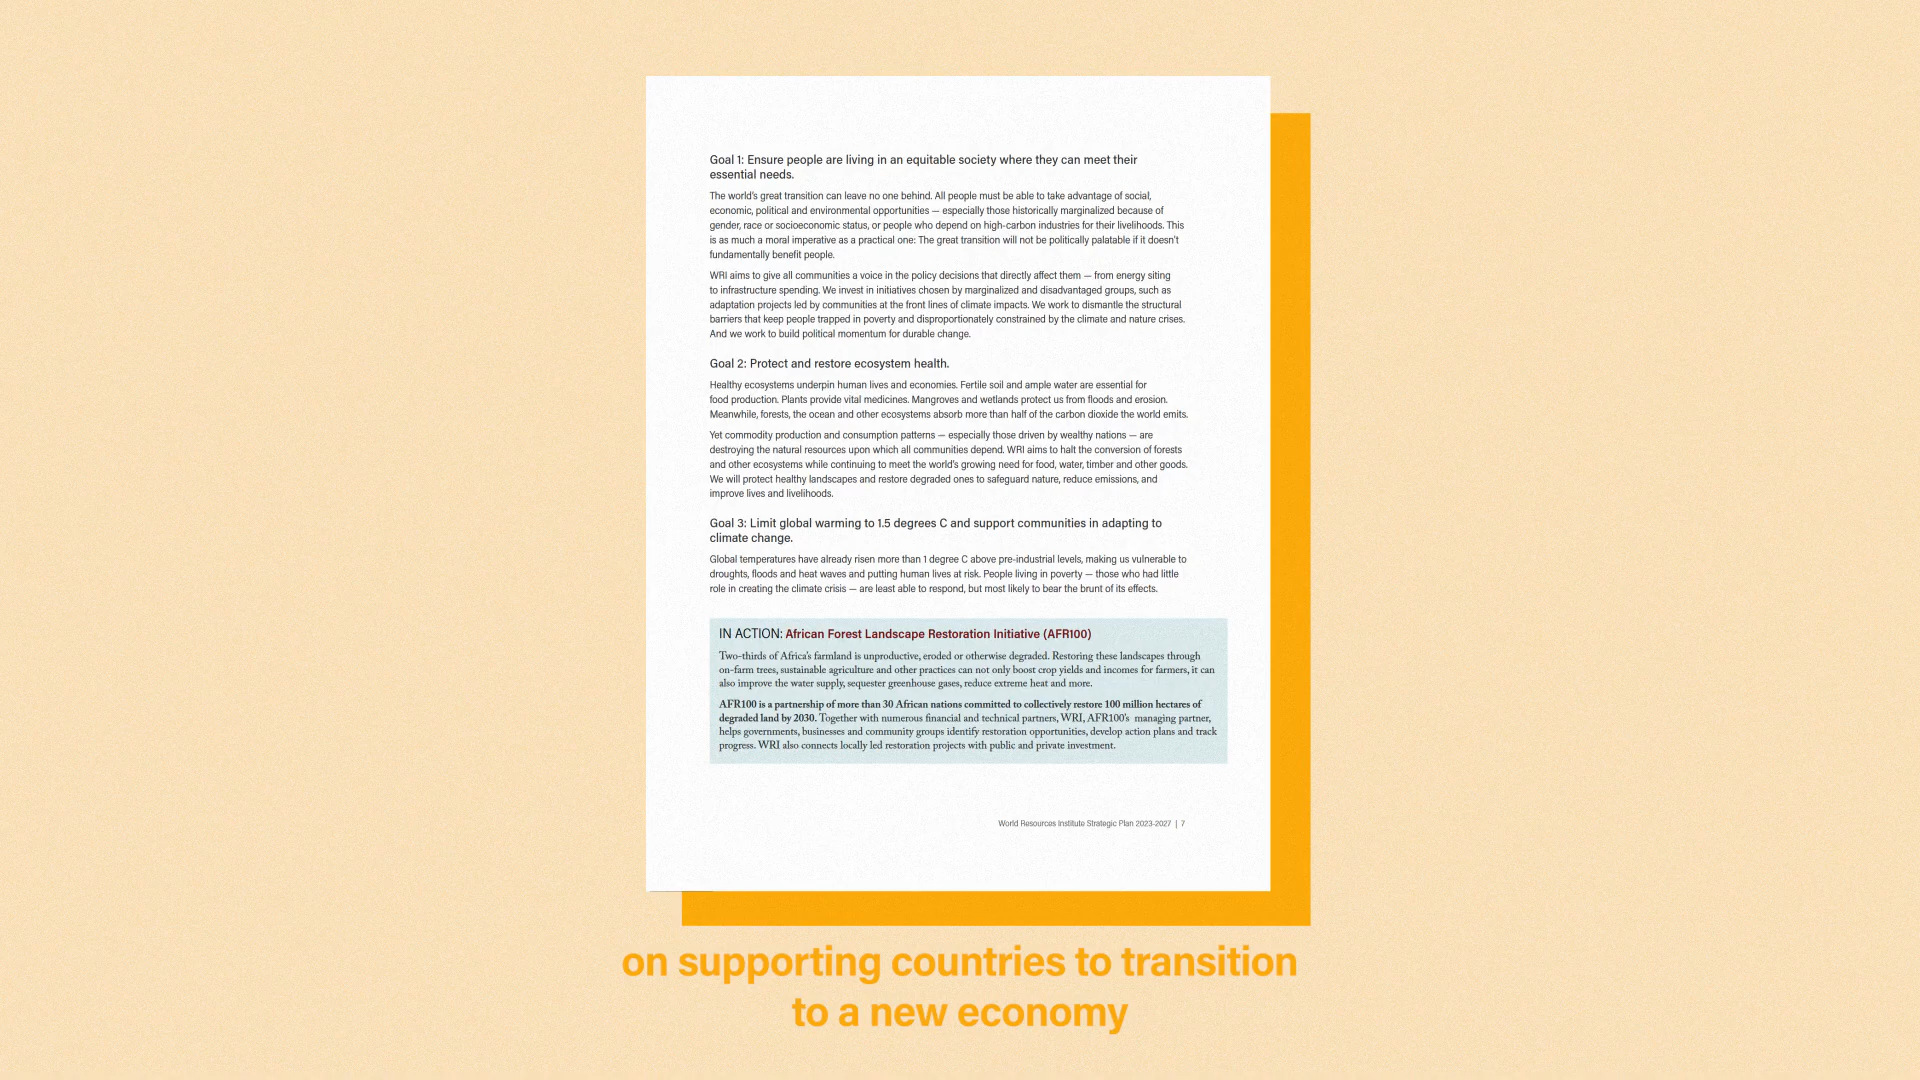 Goal 1: Ensure people are living in an equitable society where they can meet their
essential needs.
The world's great transition can leave no one behind. All people must be able to take advantage of social,
economic, political and environmental opportunities — especially those historically marginalized because of
gender, race or socioeconomic status, or people who depend on high-carbon industries for their livelihoods. This
is as much a moral imperative as a practical one: The great transition will not be politically palatable if it doesn't
fundamentally benefit people.
WRI aims to give all communities a voice in the policy decisions that directly affect them — from energy siting
to infrastructure spending. We invest in initiatives chosen by marginalized and disadvantaged groups, such as
adaptation projects led by communities at the front lines of climate impacts. We work to dismantle the structural
barriers that keep people trapped in poverty and disproportionately constrained by the climate and nature crises.
And we work to build political momentum for durable change.
Goal 2: Protect and restore ecosystem health.
Healthy ecosystems underpin human lives and economies. Fertile soil and ample water are essential for
food production. Plants provide vital medicines. Mangroves and wetlands protect us from floods and erosion.
Meanwhile, forests, the ocean and other ecosystems absorb more than half of the carbon dioxide the world emits.
Yet commodity production and consumption patterns — especially those driven by wealthy nations — are
destroying the natural resources upon which all communities depend. WRI aims to halt the conversion of forests
and other ecosystems while continuing to meet the world's growing need for food, water, timber and other goods.
We will protect healthy landscapes and restore degraded ones to safeguard nature, reduce emissions, and
improve lives and livelihoods.
Goal 3: Limit global warming to 1.5 degrees C and support communities in adapting to
climate change.
Global temperatures have already risen more than 1 degree C above pre-industrial levels, making us vulnerable to
droughts, floods and heat waves and putting human lives at risk. People living in poverty — those who had little
role in creating the climate crisis — are least able to respond, but most likely to bear the brunt of its effects.
IN ACTION: African Forest Landscape Restoration Initiative (AFR100)
Two-thirds of Africa's farmland is unproductive, eroded or otherwise degraded. Restoring these landscapes through
on-farm trees, sustainable agriculture and other practices can not only boost crop yields and incomes for farmers, it can
also improve the water supply, sequester greenhouse gases, reduce extreme heat and more.
AFR100 is a partnership of more than 30 African nations committed to collectively restore 100 million hectares of
degraded land by 2030. Together with numerous financial and technical partners, WRI, AFR100's managing partner,
helps governments, businesses and community groups identify restoration opportunities, develop action plans and track
progress. WRI also connects locally led restoration projects with public and private investment.
World Resources Institute Strategic Plan 2023-2027 | 7
on supporting countries to transition
to a new economy